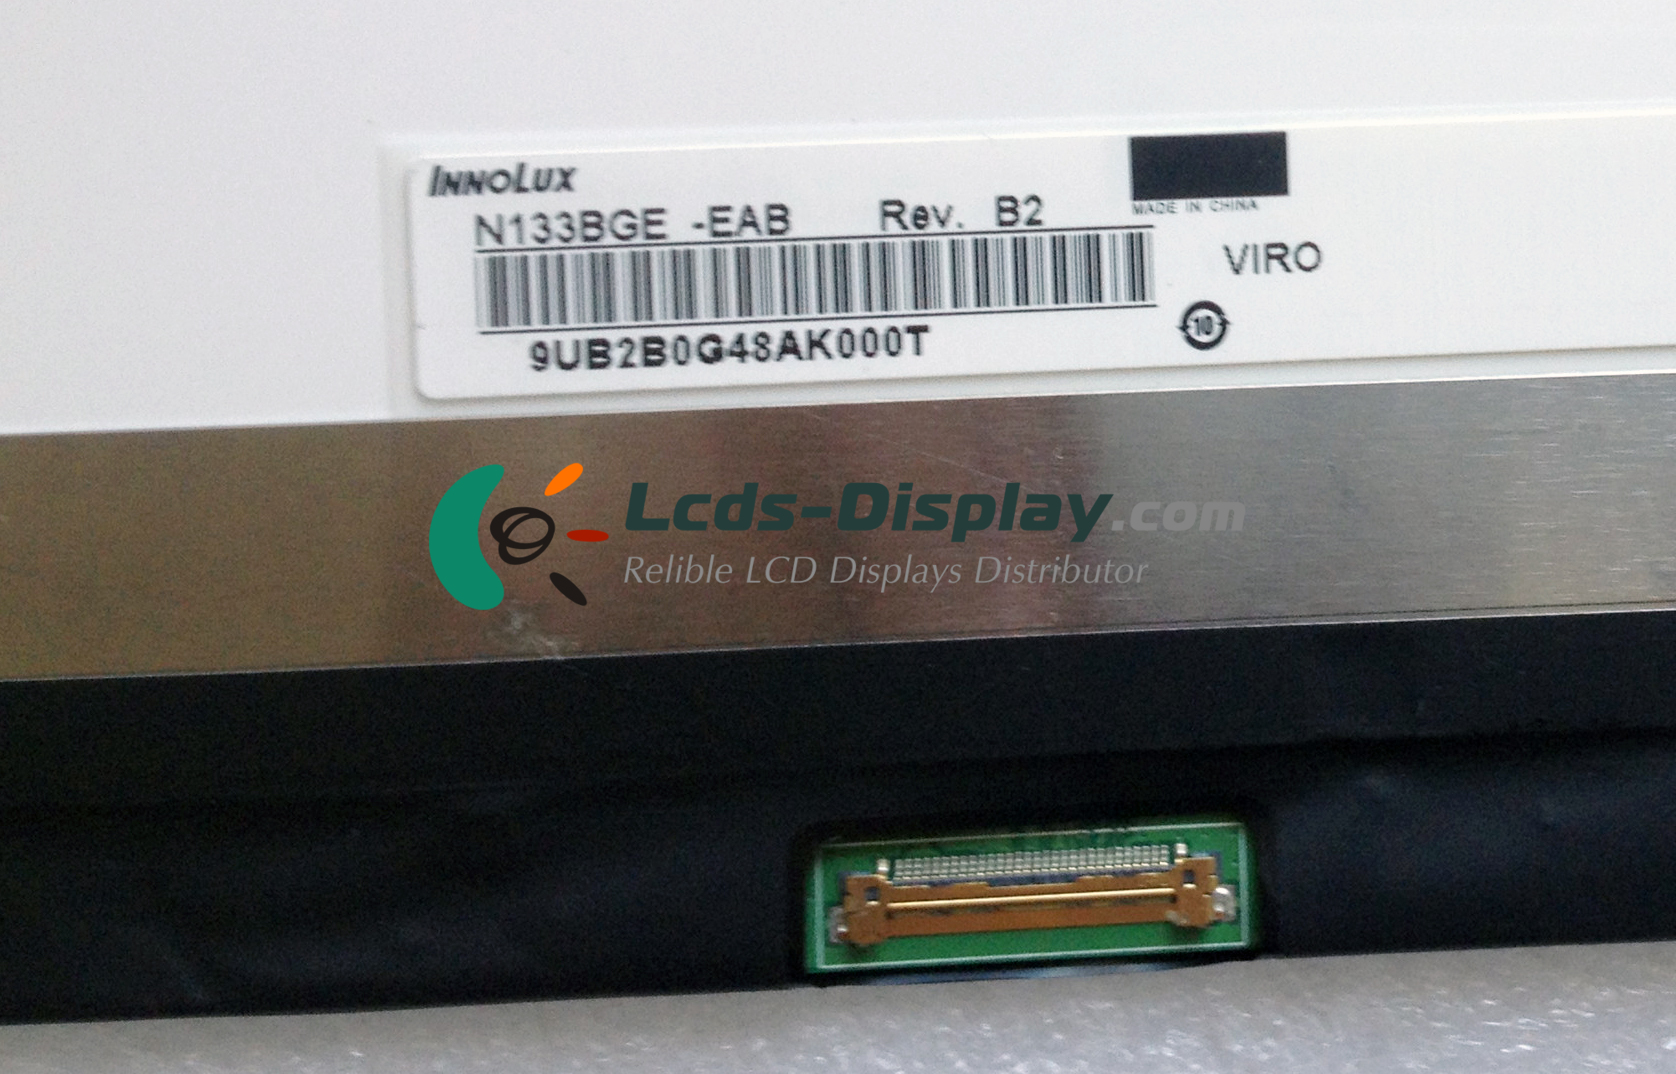 INNOLUX
N133BGE -EAB Rev. B2
MADE IN CHINA
VIRO
9UB2B0G48AK000T
10
Lcds-Display.com
Relible LCD Displays Distributor